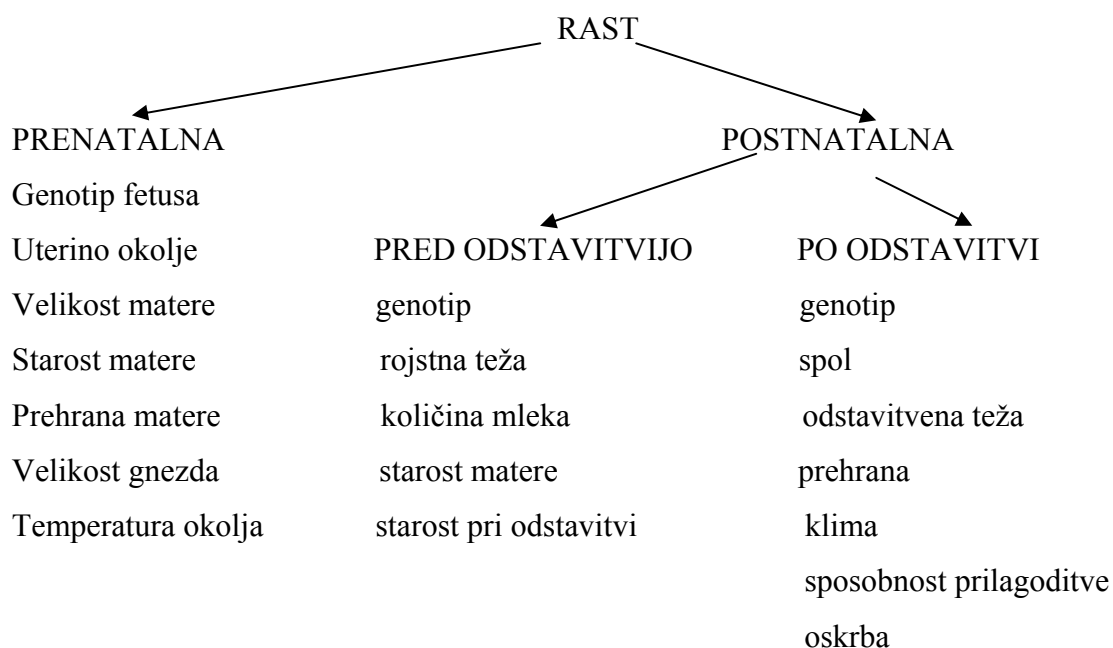 RAST
PRENATALNA POSTNATALNA
Genotip fetusa
Uterino okolje PRED ODSTAVITVIJO PO ODSTAVITVI
Velikost matere genotip genotip
Starost matere rojstna teža spol
Prehrana matere količina mleka odstavitvena teža
Velikost gnezda starost matere prehrana
Temperatura okolja starost pri odstavitvi klima
sposobnost prilagoditve
oskrba